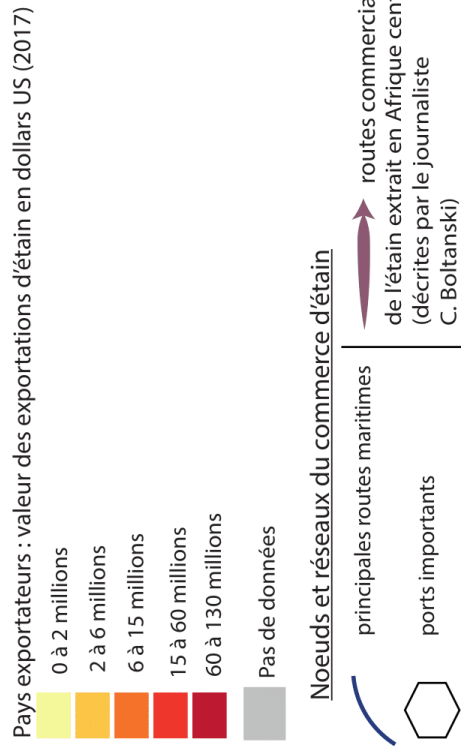 Pays exportateurs : valeur des exportations d'étain en dollars US (2017)
0 à 2 millions
2 à 6 millions
6 à 15 millions
15 à 60 millions
60 à 130 millions
Pas de données
Noeuds et réseaux du commerce d'étain
principales routes maritimes
ports importants
routes
de l'étain extrait en Afrique
(décrites par le journaliste
C. Boltanski)